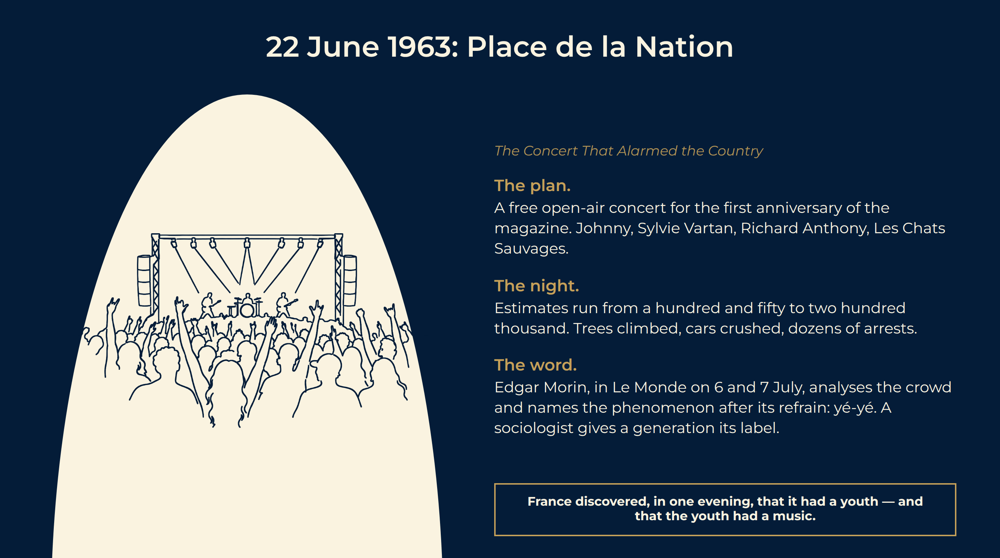 22 June 1963: Place de la Nation
The Concert That Alarmed the Country
The plan.
A free open-air concert for the first anniversary of the
magazine. Johnny, Sylvie Vartan, Richard Anthony, Les Chats
Sauvages.
The night.
Estimates run from a hundred and fifty to two hundred
thousand. Trees climbed, cars crushed, dozens of arrests.
The word.
Edgar Morin, in Le Monde on 6 and 7 July, analyses the crowd
and names the phenomenon after its refrain: yé-yé. A
sociologist gives a generation its label.
France discovered, in one evening, that it had a youth — and
that the youth had a music.